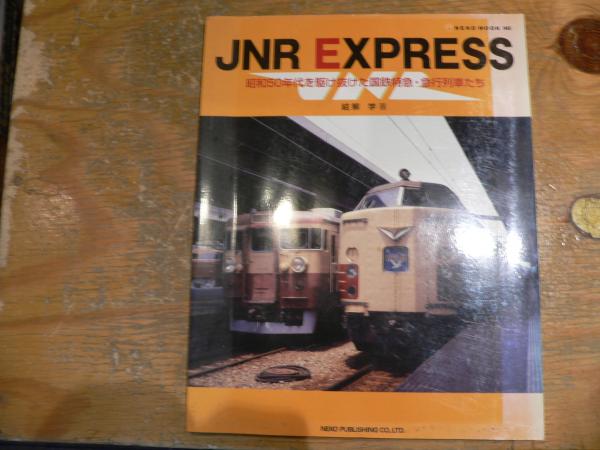 JNR EXPRESS
昭和50年代を駆け抜けた国鉄特急・急行列車たち
NEKO PUBLISHING CO., LTD.